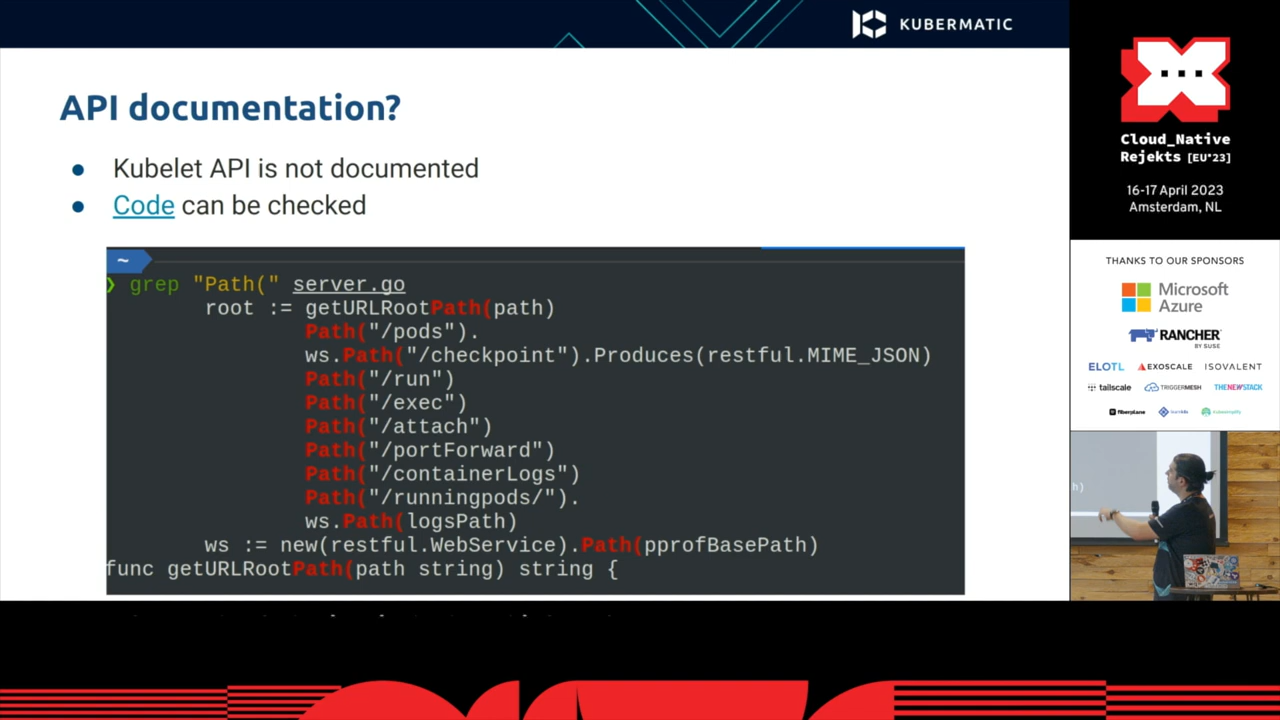 KUBERMATIC
API documentation?
● Kubelet API is not documented
● Code can be checked
~
❯ grep "Path(" server.go
root := getURLRootPath(path)
Path("/pods").
ws.Path("/checkpoint").Produces(restful.MIME_JSON)
Path("/run")
Path("/exec")
Path("/attach")
Path("/portForward")
Path("/containerLogs")
Path("/runningpods/").
ws.Path(logsPath)
ws := new(restful.WebService).Path(pprofBasePath)
func getURLRootPath(path string) string {
Cloud_Native
Rejekts [EU*23]
16-17 April 2023
Amsterdam, NL
THANKS TO OUR SPONSORS
Microsoft
Azure
RANCHER
BY SUSE
ELOTL EXOSCALE ISOVALENT
tailscale TRIGGERMESH THENEWSTACK
fiberplane